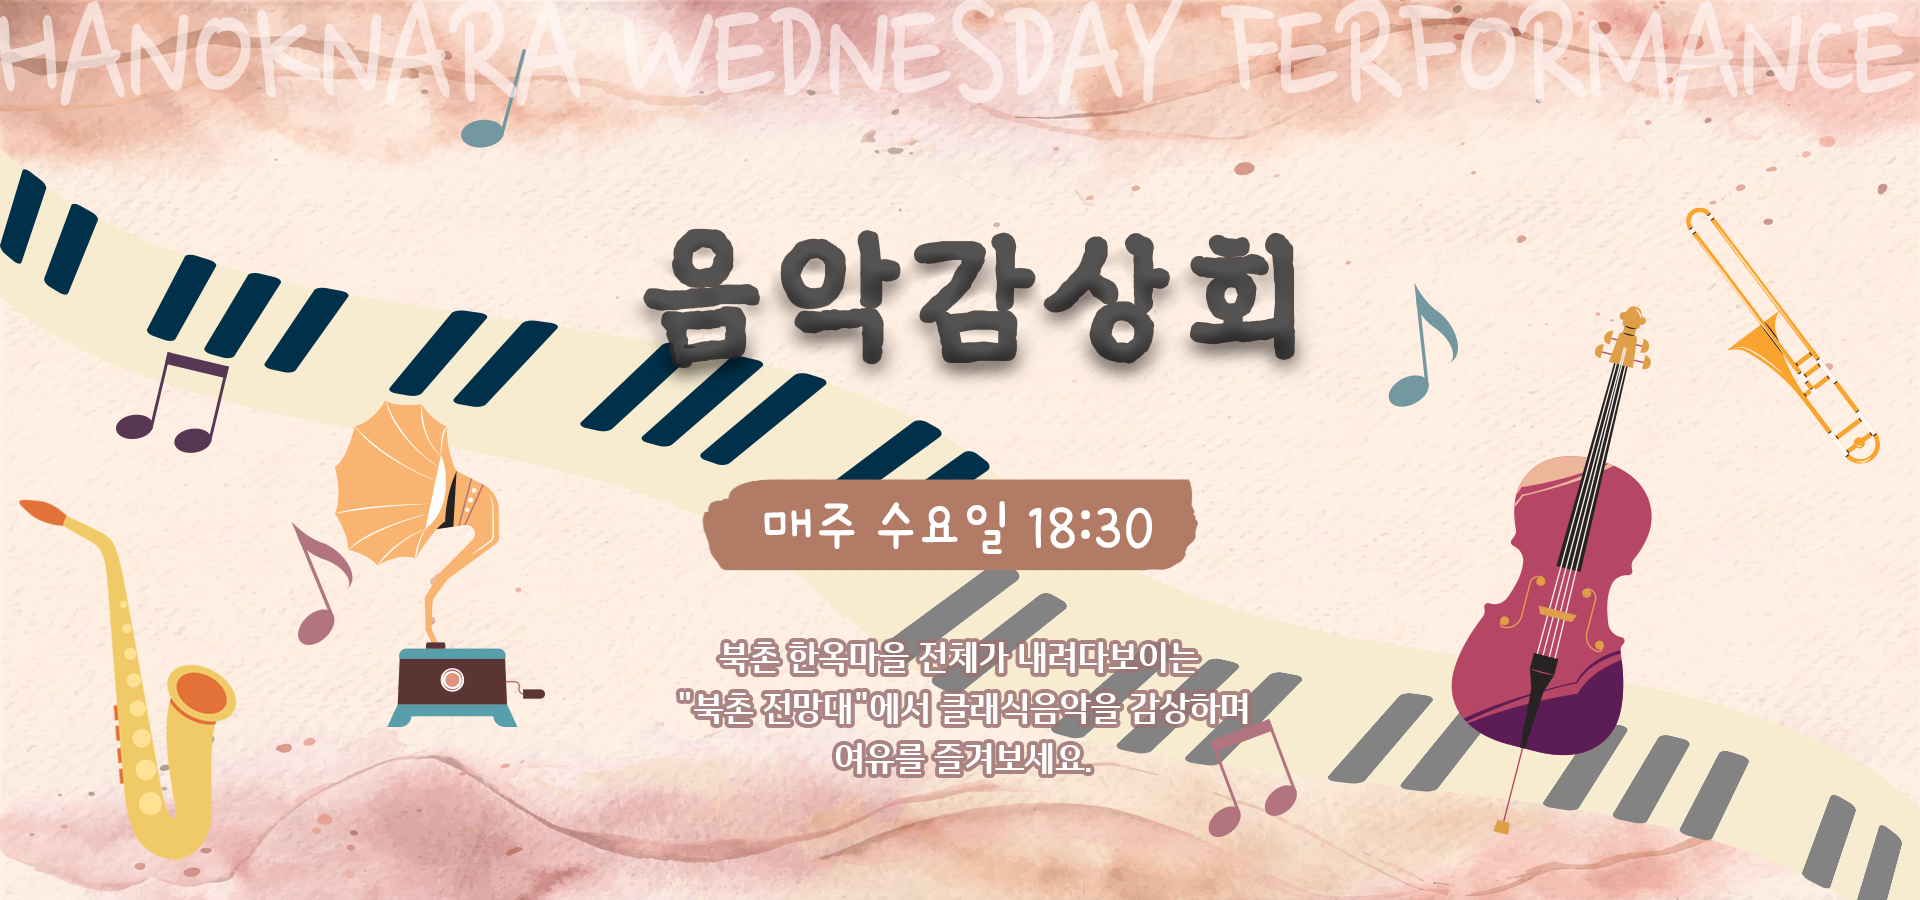 HANOKNARA WEDNESDAY FERFORMANCE
음악감상회
매주 수요일 18:30
북촌 한옥마을 전체가 내려다보이는
"북촌 전망대"에서 클래식음악을 감상하며
여유를 즐겨보세요.